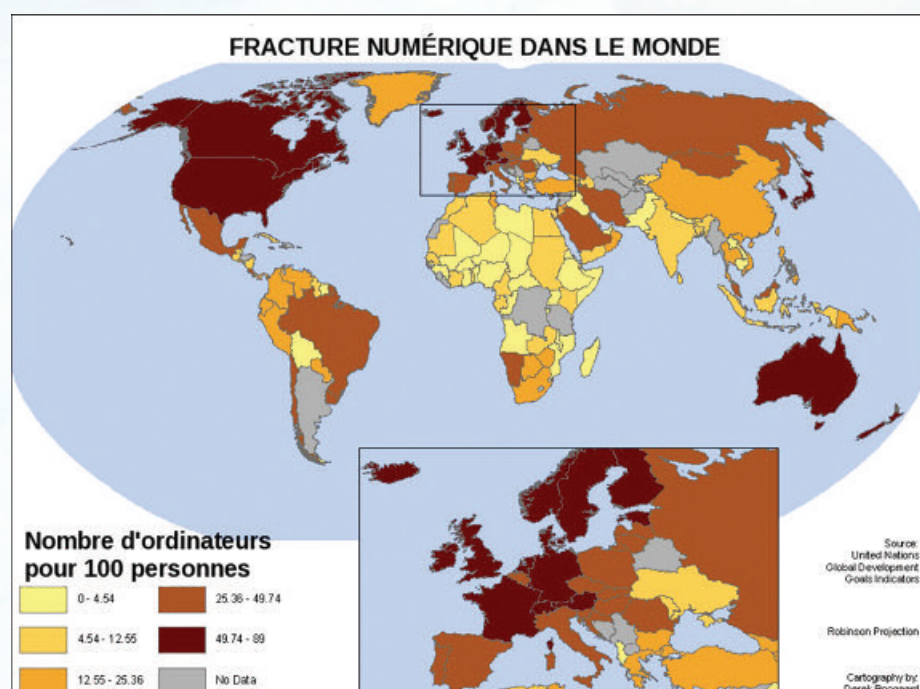 FRACTURE NUMÉRIQUE DANS LE MONDE
Nombre d'ordinateurs
pour 100 personnes
0 - 4.54
25.36 - 49.74
4.54 - 12.55
49.74 - 89
12.55 - 25.36
No Data
Source:
United Nations
Global Development
Goals Indicators
Robinson Projection
Cartography by:
Derek